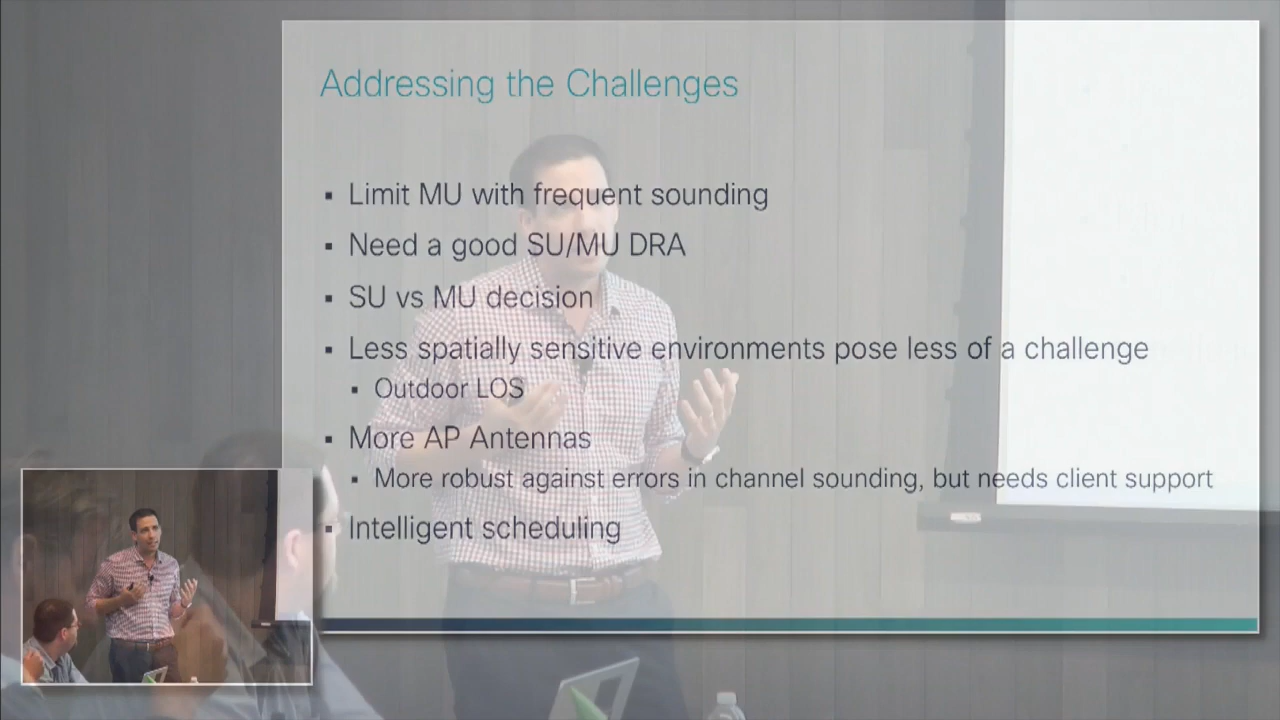 Addressing the Challenges
▪ Limit MU with frequent sounding
▪ Need a good SU/MU DRA
▪ SU vs MU decision
▪ Less spatially sensitive environments pose less of a challenge
▪ Outdoor LOS
▪ More AP Antennas
▪ More robust against errors in channel sounding, but needs client support
▪ Intelligent scheduling